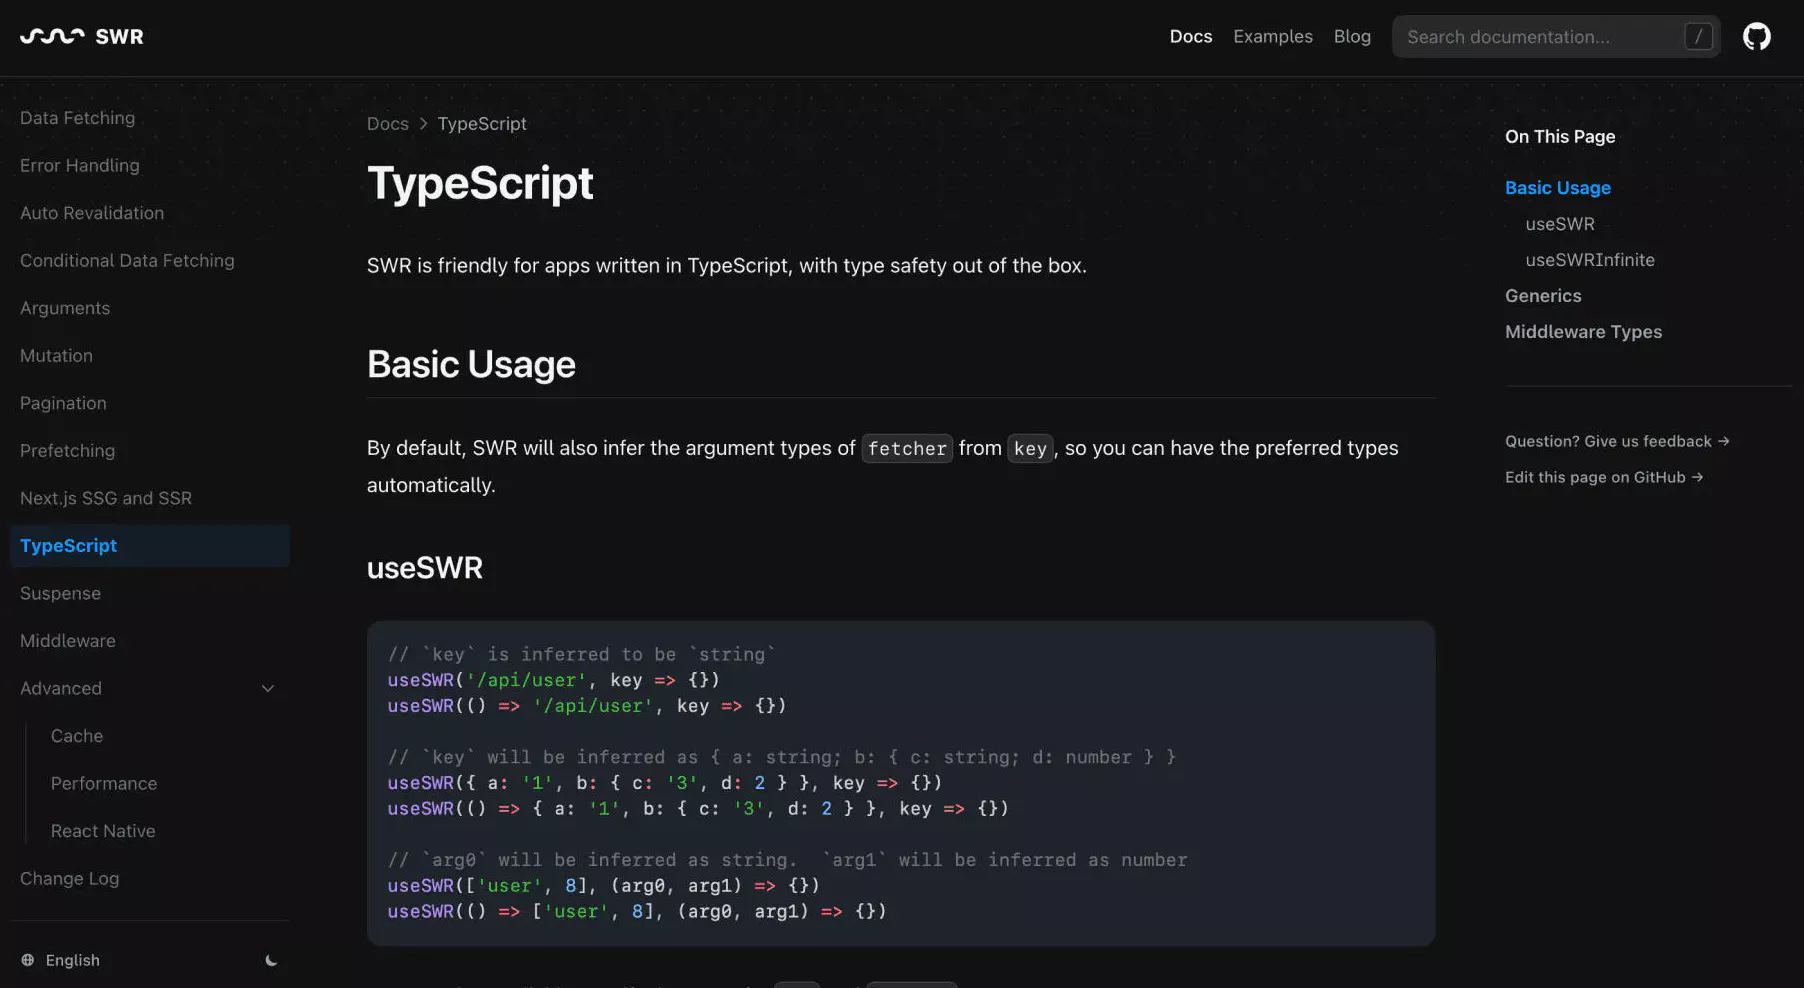 SWR
Docs
Examples
Blog
Search documentation...
/
Data Fetching
Error Handling
Auto Revalidation
Conditional Data Fetching
Arguments
Mutation
Pagination
Prefetching
Next.js SSG and SSR
TypeScript
Suspense
Middleware
Advanced
Cache
Performance
React Native
Change Log
English
Docs > TypeScript
TypeScript
SWR is friendly for apps written in TypeScript, with type safety out of the box.
Basic Usage
By default, SWR will also infer the argument types of fetcher from key, so you can have the preferred types
automatically.
useSWR
// `key` is inferred to be `string`
useSWR('/api/user', key => {})
useSWR(() => '/api/user', key => {})
// `key` will be inferred as { a: string; b: { c: string; d: number } }
useSWR({ a: '1', b: { c: '3', d: 2 } }, key => {})
useSWR(() => { a: '1', b: { c: '3', d: 2 } }, key => {})
// `arg0` will be inferred as string.  `arg1` will be inferred as number
useSWR(['user', 8], (arg0, arg1) => {})
useSWR(() => ['user', 8], (arg0, arg1) => {})
On This Page
Basic Usage
useSWR
useSWRInfinite
Generics
Middleware Types
Question? Give us feedback →
Edit this page on GitHub →